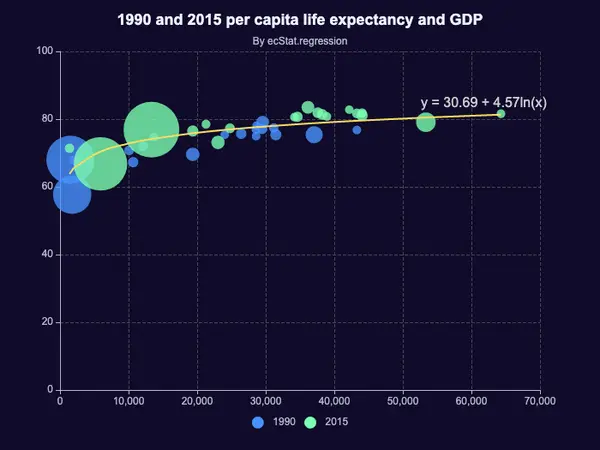 1990 and 2015 per capita life expectancy and GDP
By ecStat.regression
100
80
60
40
20
0
y = 30.69 + 4.57ln(x)
0 10,000 20,000 30,000 40,000 50,000 60,000 70,000
1990 2015